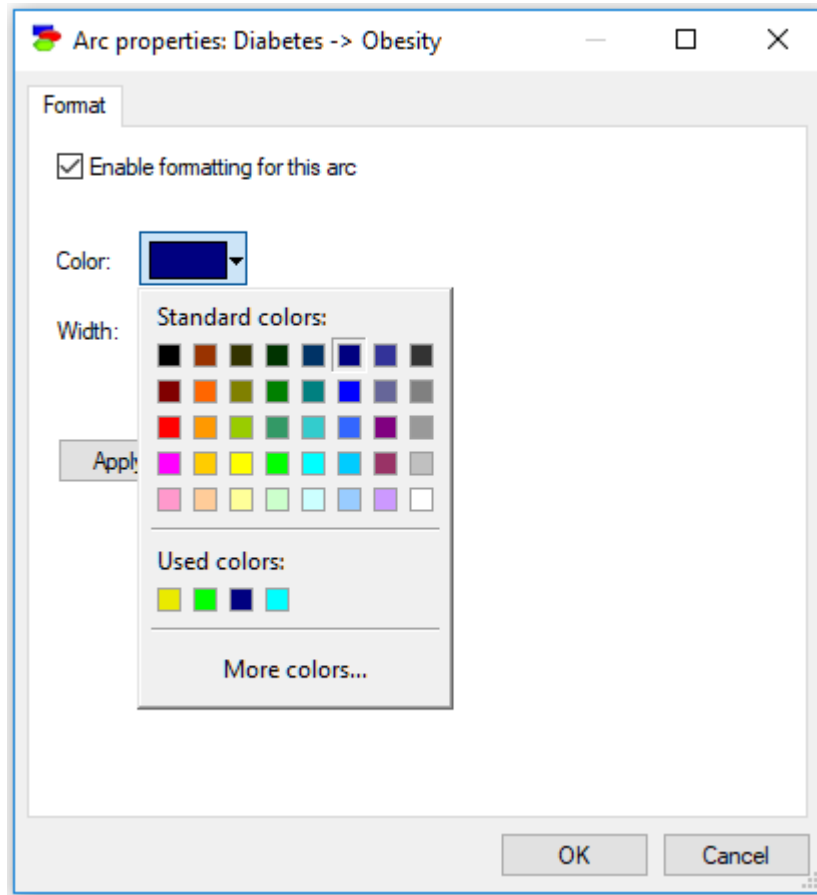 Arc properties: Diabetes -> Obesity
Format
Enable formatting for this arc
Color:
Standard colors:
Width:
Apply
Used colors:
More colors...
OK
Cancel